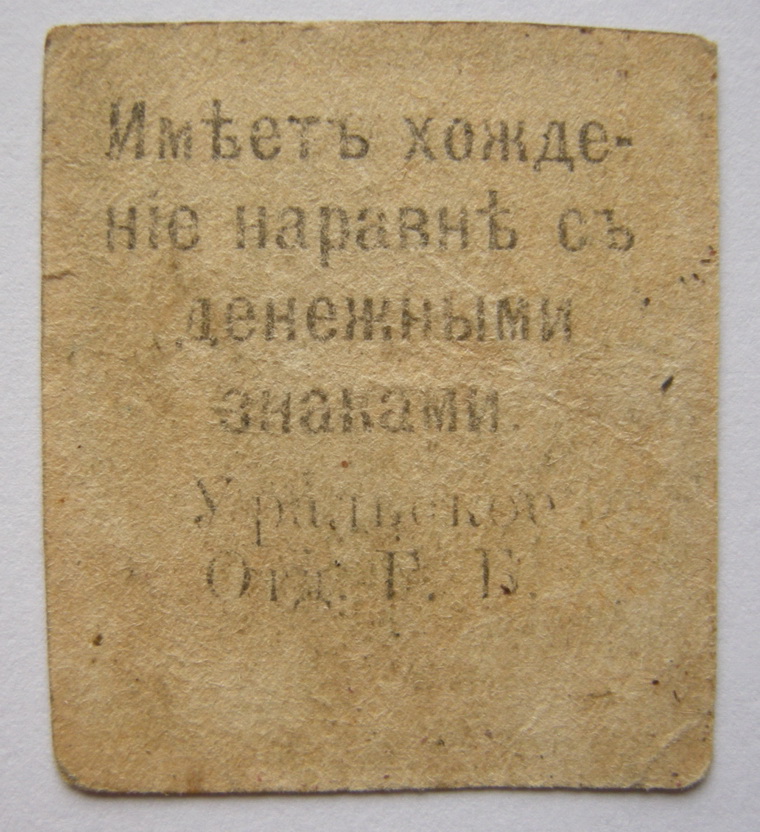 Имѣетъ хожде-
ніе наравнѣ съ
денежными
знаками.
Уральское
Отд. Г. Б.